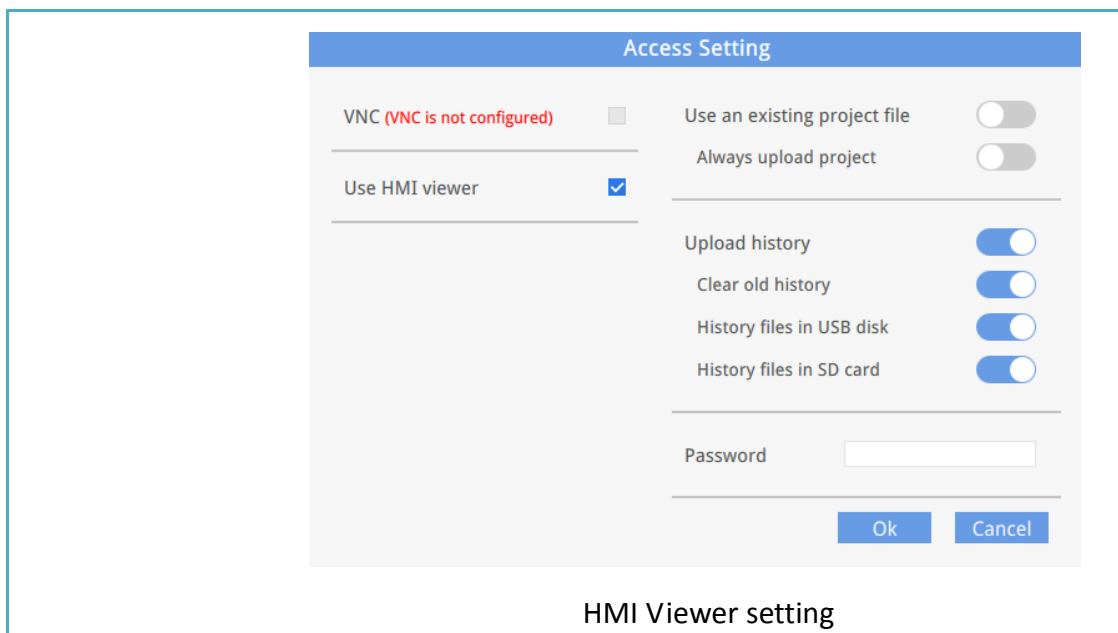 Access Setting
VNC (VNC is not configured)
Use HMI viewer
Use an existing project file
Always upload project
Upload history
Clear old history
History files in USB disk
History files in SD card
Password
Ok
Cancel
HMI Viewer setting